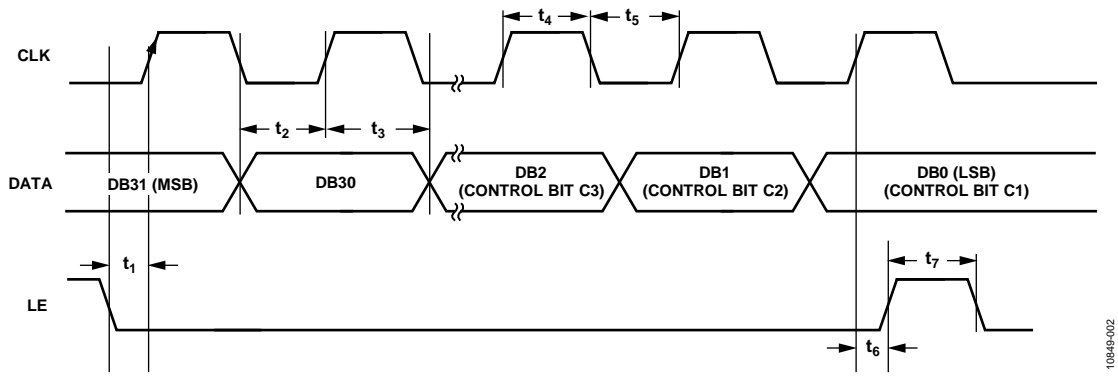 t4
t5
CLK
t2
t3
DATA
DB31 (MSB)
DB30
DB2
(CONTROL BIT C3)
DB1
(CONTROL BIT C2)
DB0 (LSB)
(CONTROL BIT C1)
t1
t7
LE
t6
10849-002